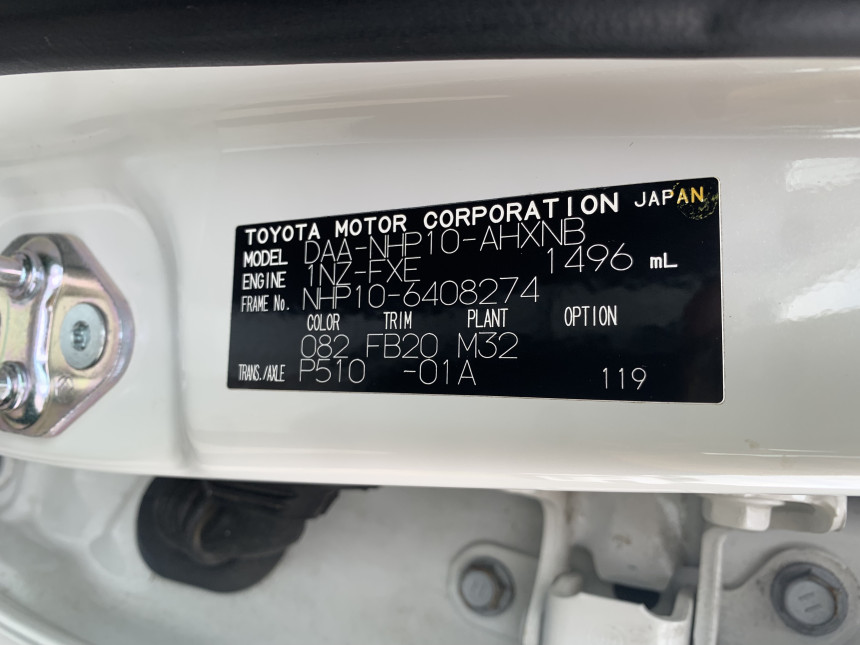 TOYOTA MOTOR CORPORATION JAPAN
MODEL DAA-NHP10-AHXNB
ENGINE 1NZ-FXE 1496 mL
FRAME No. NHP10-6408274
COLOR TRIM PLANT OPTION
082 FB20 M32
TRANS./AXLE P510 -01A 119